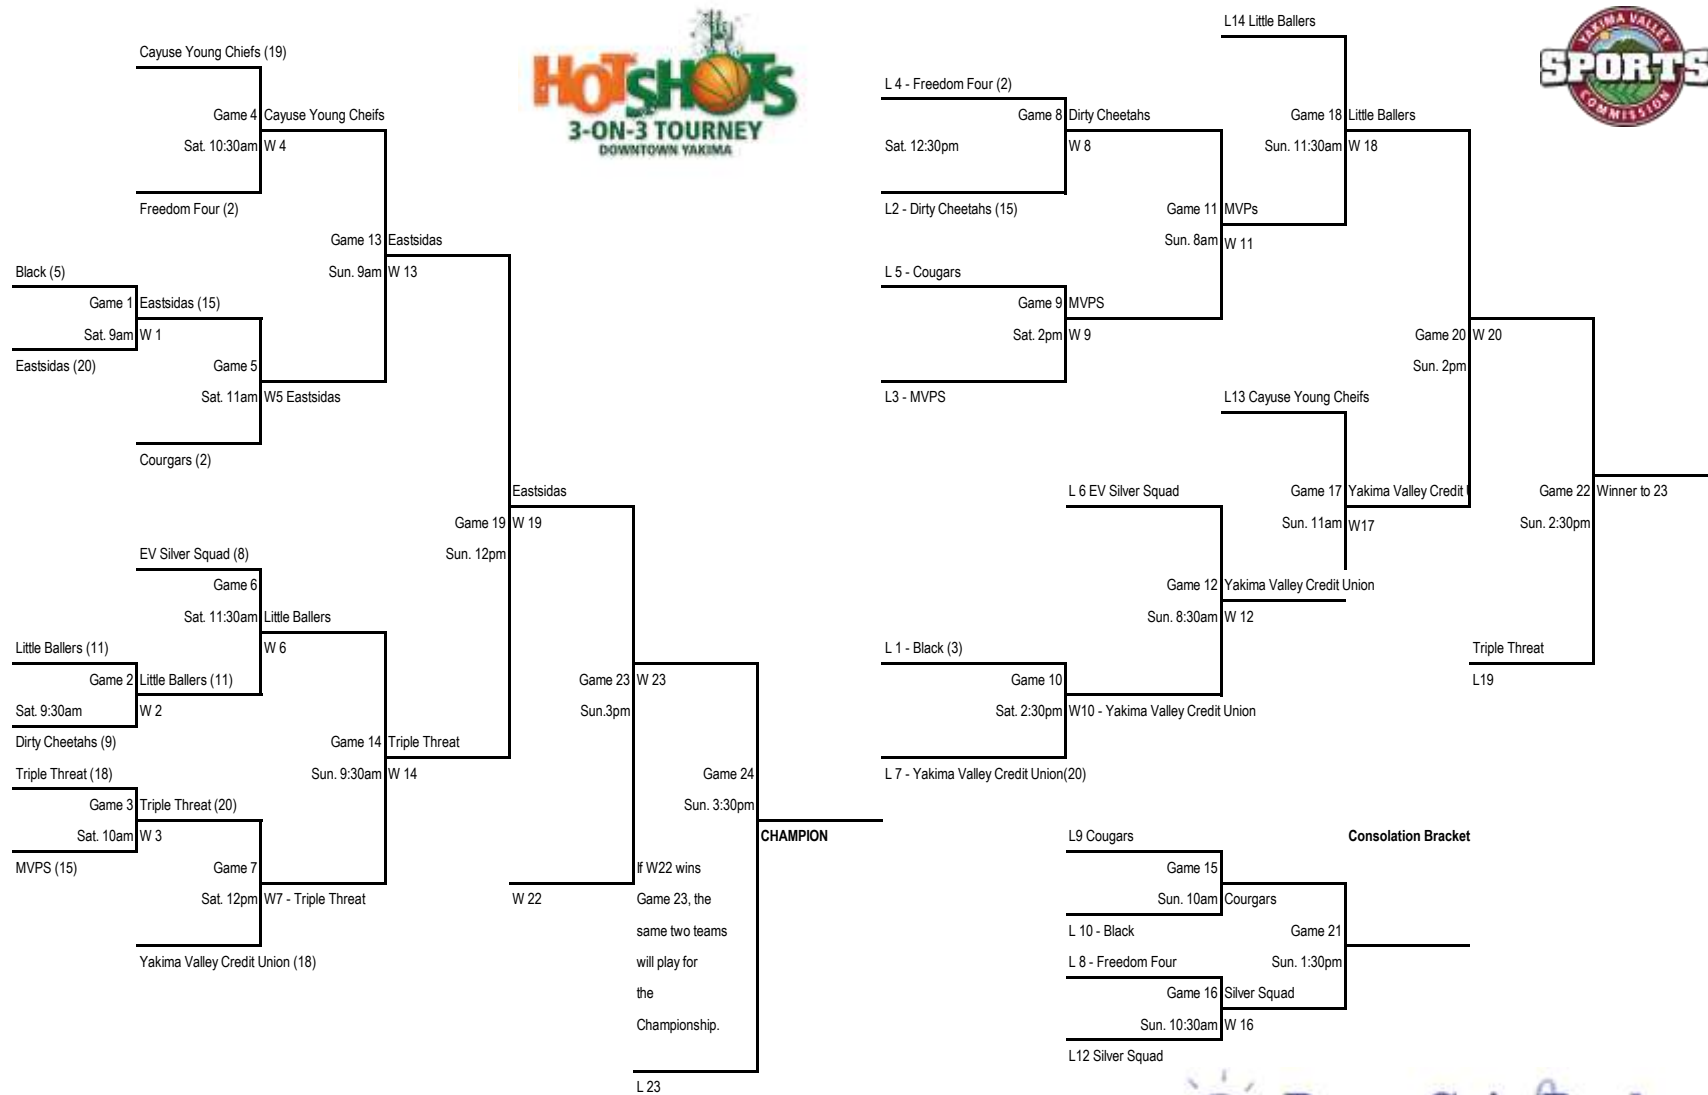 Cayuse Young Chiefs (19)
Game 4 Cayuse Young Cheifs
Sat. 10:30am W 4
Freedom Four (2)
Game 13 Eastsidas
Sun. 9am W 13
Black (5)
Game 1 Eastsidas (15)
Sat. 9am W 1
Eastsidas (20)
Game 5
Sat. 11am W5 Eastsidas
Courgars (2)
Eastsidas
Game 19 W 19
Sun. 12pm
EV Silver Squad (8)
Game 6
Sat. 11:30am Little Ballers
W 6
Little Ballers (11)
Game 2 Little Ballers (11)
Sat. 9:30am W 2
Dirty Cheetahs (9)
Game 14 Triple Threat
Sun. 9:30am W 14
Triple Threat (18)
Game 3 Triple Threat (20)
Sat. 10am W 3
MVPS (15)
Game 7
Sat. 12pm W7 - Triple Threat
Yakima Valley Credit Union (18)
Game 23 W 23
Sun.3pm
W 22
Game 24
Sun. 3:30pm
CHAMPION
If W22 wins
Game 23, the
same two teams
will play for
the
Championship.
L 23
HOTSHOTS
3-ON-3 TOURNEY
DOWNTOWN YAKIMA
YAKIMA VALLEY
SPORTS
COMMISSION
L14 Little Ballers
Game 18 Little Ballers
Sun. 11:30am W 18
L 4 - Freedom Four (2)
Game 8 Dirty Cheetahs
Sat. 12:30pm W 8
L2 - Dirty Cheetahs (15)
Game 11 MVPs
Sun. 8am W 11
L 5 - Cougars
Game 9 MVPS
Sat. 2pm W 9
L3 - MVPS
Game 20 W 20
Sun. 2pm
L13 Cayuse Young Cheifs
Game 17 Yakima Valley Credit
Sun. 11am W17
L 6 EV Silver Squad
Game 12 Yakima Valley Credit Union
Sun. 8:30am W 12
L 1 - Black (3)
Game 10
Sat. 2:30pm W10 - Yakima Valley Credit Union
L 7 - Yakima Valley Credit Union(20)
Game 22 Winner to 23
Sun. 2:30pm
Triple Threat
L19
Consolation Bracket
L9 Cougars
Game 15
Sun. 10am Courgars
L 10 - Black
Game 21
Sun. 1:30pm
L 8 - Freedom Four
Game 16 Silver Squad
Sun. 10:30am W 16
L12 Silver Squad